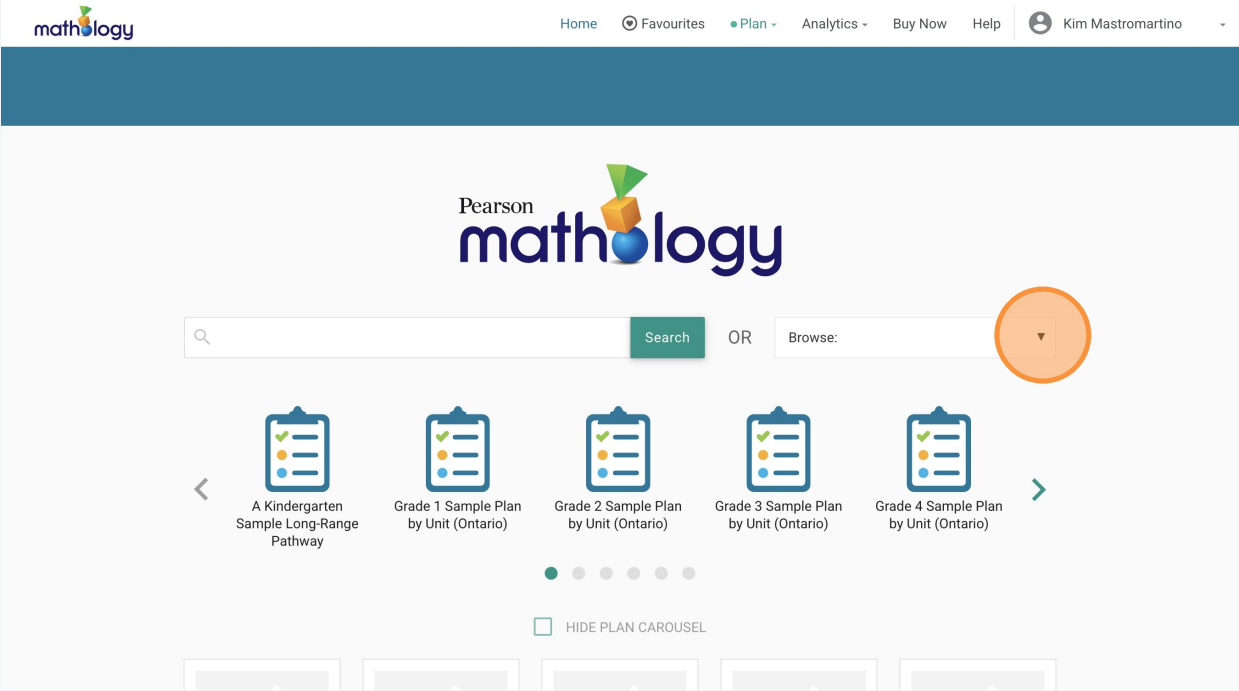 mathology
Home Favourites Plan Analytics Buy Now Help Kim Mastromartino
Pearson
mathology
Search OR Browse:
A Kindergarten
Sample Long-Range
Pathway
Grade 1 Sample Plan
by Unit (Ontario)
Grade 2 Sample Plan
by Unit (Ontario)
Grade 3 Sample Plan
by Unit (Ontario)
Grade 4 Sample Plan
by Unit (Ontario)
HIDE PLAN CAROUSEL